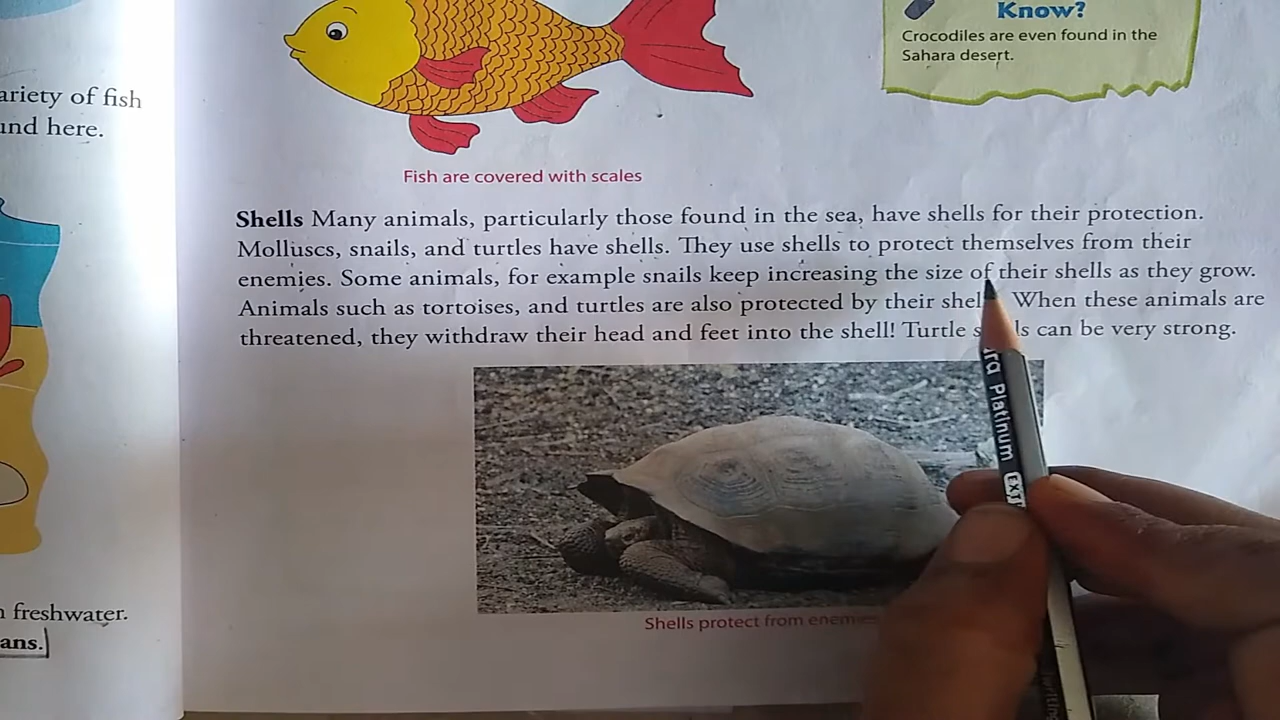 ariety of fish
und here.
n freshwater.
ans.
Know?
Crocodiles are even found in the
Sahara desert.
Fish are covered with scales
Shells Many animals, particularly those found in the sea, have shells for their protection.
Molluscs, snails, and turtles have shells. They use shells to protect themselves from their
enemies. Some animals, for example snails keep increasing the size of their shells as they grow.
Animals such as tortoises, and turtles are also protected by their shel When these animals are
threatened, they withdraw their head and feet into the shell! Turtle s ls can be very strong.
Shells protect from enemies
ra Platinum
EXT